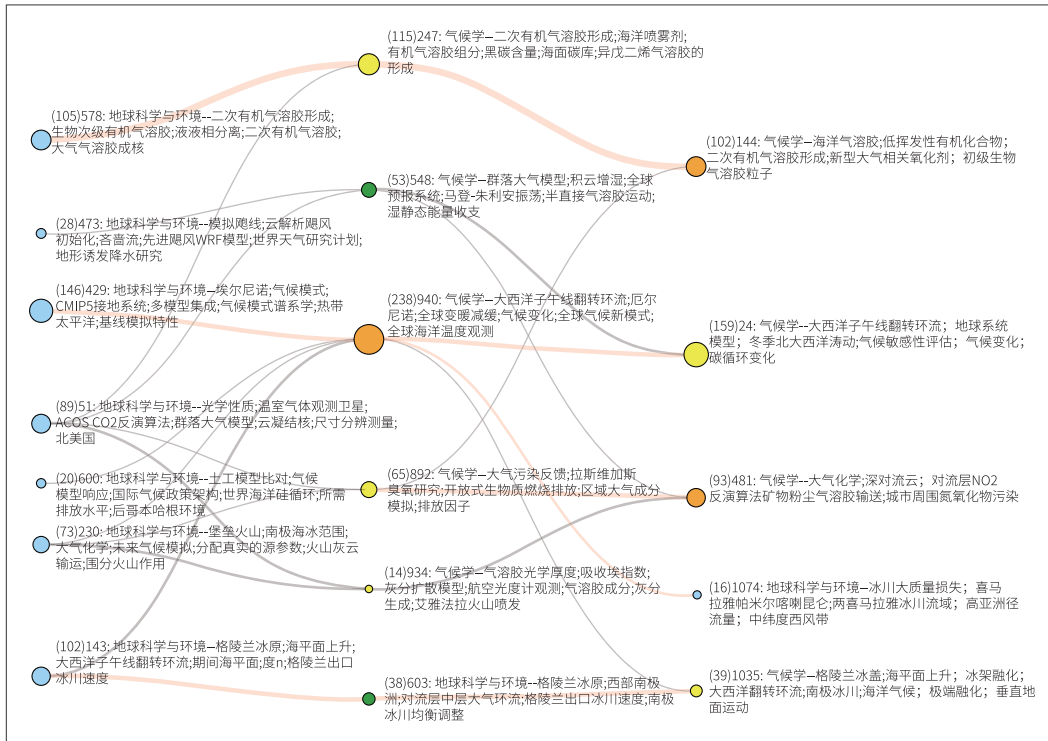 (115)247: 气候学—二次有机气溶胶形成;海洋喷雾剂;
有机气溶胶组分;黑碳含量;海面碳库;异戊二烯气溶胶的
形成
(105)578: 地球科学与环境--二次有机气溶胶形成;
生物次级有机气溶胶;液液相分离;二次有机气溶胶;
大气气溶胶成核
(102)144: 气候学—海洋气溶胶;低挥发性有机化合物；
二次有机气溶胶形成;新型大气相关氧化剂；初级生物
气溶胶粒子
(53)548: 气候学—群落大气模型;积云增湿;全球
预报系统;马登-朱利安振荡;半直接气溶胶运动;
湿静态能量收支
(28)473: 地球科学与环境--模拟飑线;云解析飓风
初始化;吝啬流;先进飓风WRF模型;世界天气研究计划;
地形诱发降水研究
(146)429: 地球科学与环境—埃尔尼诺;气候模式;
CMIP5接地系统;多模型集成;气候模式谱系学;热带
太平洋;基线模拟特性
(238)940: 气候学—大西洋子午线翻转环流;厄尔
尼诺;全球变暖减缓;气候变化;全球气候新模式;
全球海洋温度观测
(159)24: 气候学--大西洋子午线翻转环流；地球系统
模型；冬季北大西洋涛动;气候敏感性评估；气候变化；
碳循环变化
(89)51: 地球科学与环境--光学性质;温室气体观测卫星;
ACOS CO2反演算法;群落大气模型;云凝结核;尺寸分辨测量;
北美国
(20)600: 地球科学与环境--土工模型比对;气候
模型响应;国际气候政策架构;世界海洋硅循环;所需
排放水平;后哥本哈根环境
(65)892: 气候学—大气污染反馈;拉斯维加斯
臭氧研究;开放式生物质燃烧排放;区域大气成分
模拟;排放因子
(93)481: 气候学—大气化学;深对流云；对流层NO2
反演算法矿物粉尘气溶胶输送;城市周围氮氧化物污染
(73)230: 地球科学与环境--堡垒火山;南极海冰范围;
大气化学;未来气候模拟;分配真实的源参数;火山灰云
输运;围分火山作用
(14)934: 气候学—气溶胶光学厚度;吸收埃指数;
灰分扩散模型;航空光度计观测;气溶胶成分;灰分
生成;艾雅法拉火山喷发
(16)1074: 地球科学与环境—冰川大质量损失；喜马
拉雅帕米尔喀喇昆仑;两喜马拉雅冰川流域；高亚洲径
流量；中纬度西风带
(102)143: 地球科学与环境—格陵兰冰原;海平面上升;
大西洋子午线翻转环流;期间海平面;度n;格陵兰出口
冰川速度
(38)603: 地球科学与环境--格陵兰冰原;西部南极
洲;对流层中层大气环流;格陵兰出口冰川速度;南极
冰川均衡调整
(39)1035: 气候学—格陵兰冰盖;海平面上升；冰架融化；
大西洋翻转环流;南极冰川;海洋气候；极端融化；垂直地
面运动